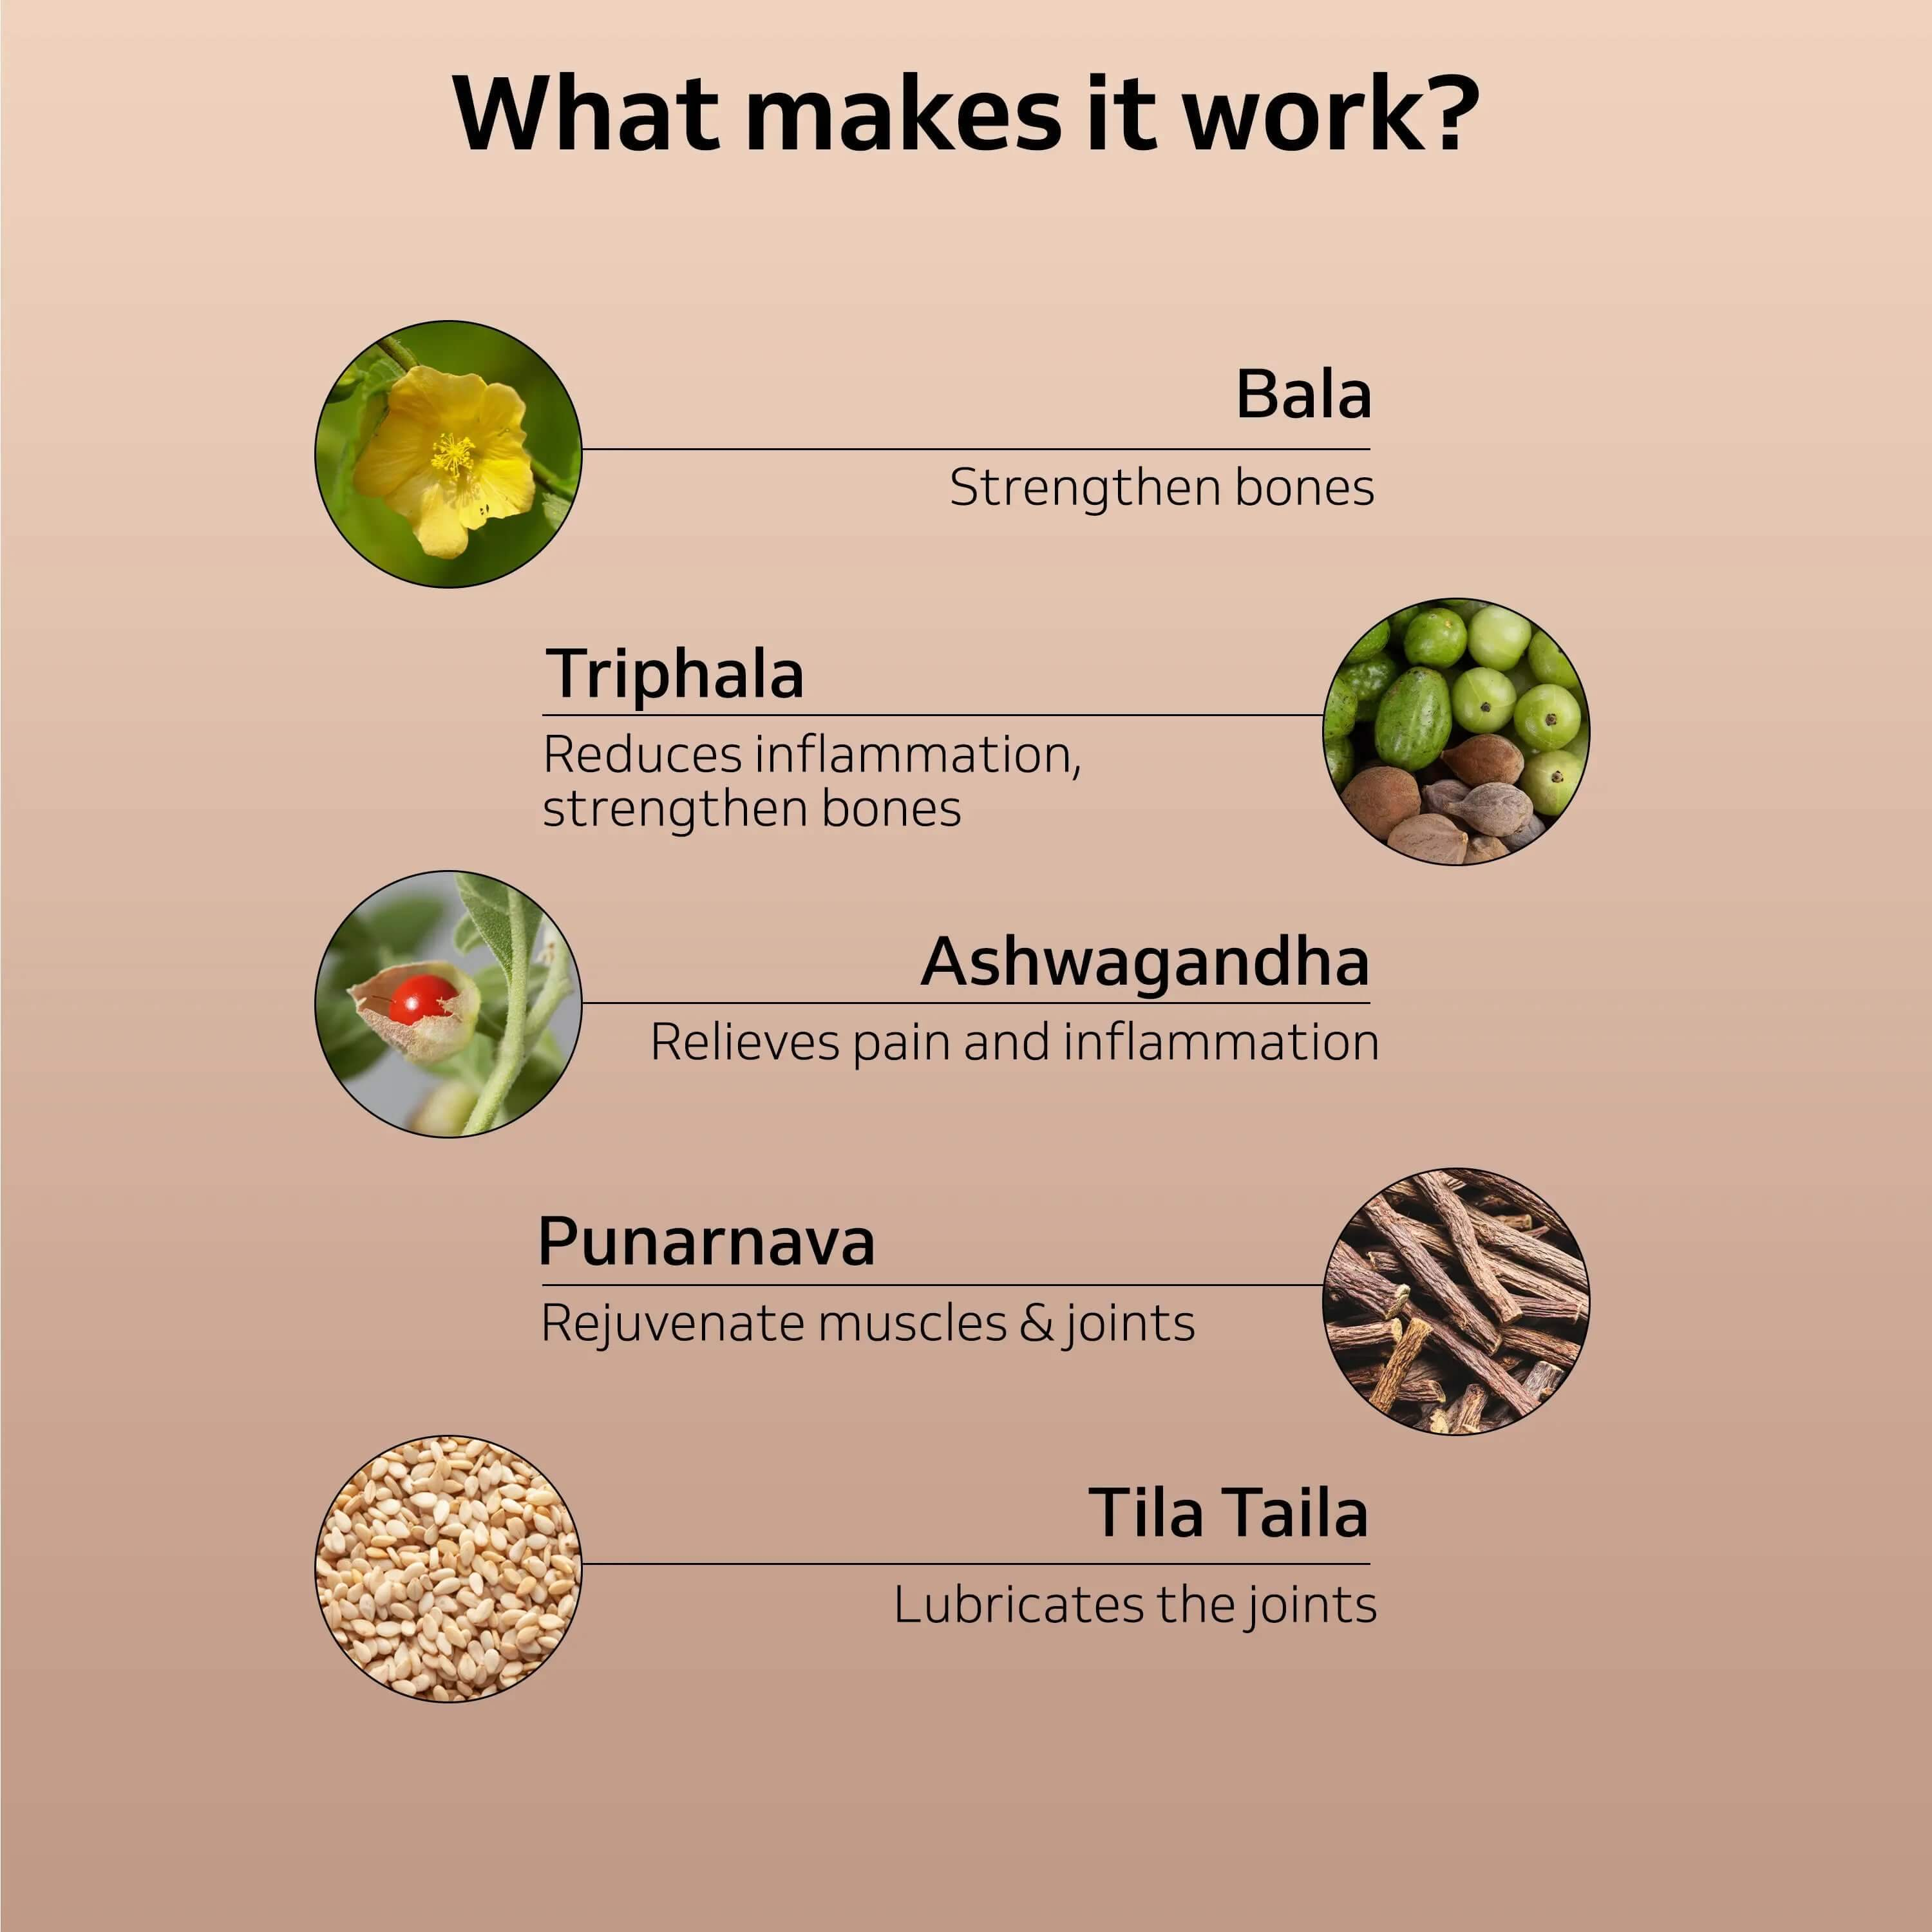 What makes it work?
Bala
Strengthen bones
Triphala
Reduces inflammation,
strengthen bones
Ashwagandha
Relieves pain and inflammation
Punarnava
Rejuvenate muscles & joints
Tila Taila
Lubricates the joints